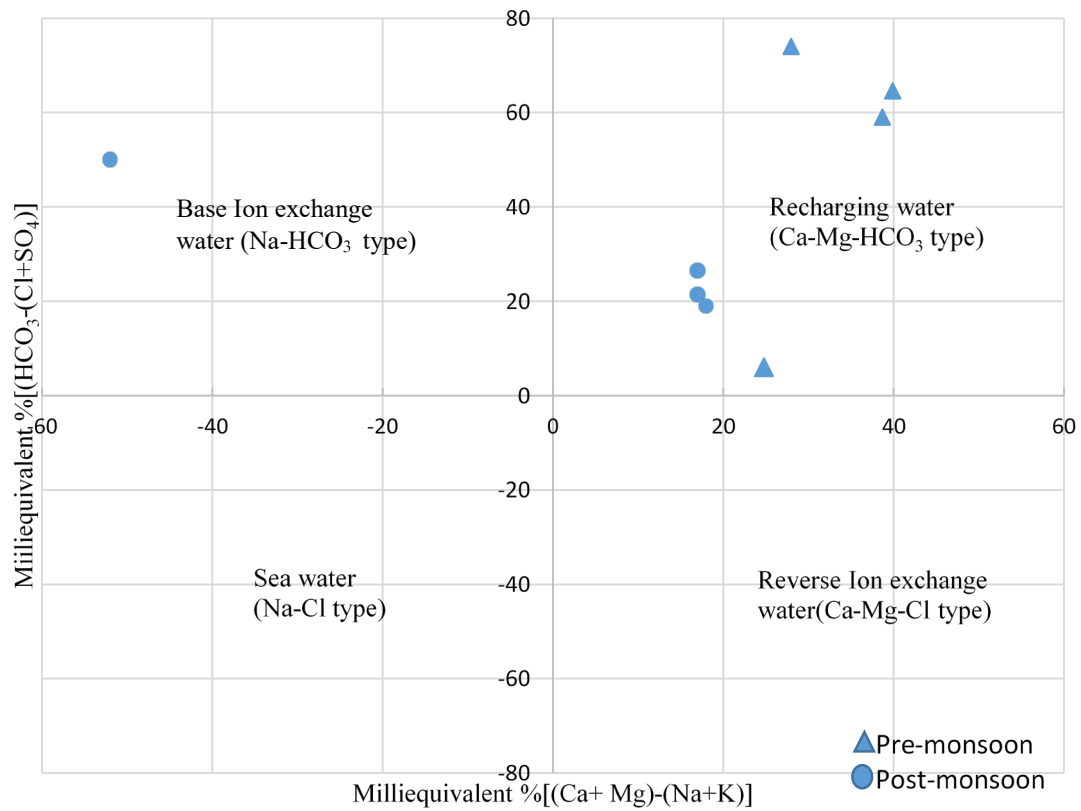 80
60
40
20
0
-20
-40
-60
-80
-60
-40
-20
0
20
40
60
Miiliequivalent %[(HCO₃-(Cl+SO₄)]
Base Ion exchange
water (Na-HCO₃ type)
Recharging water
(Ca-Mg-HCO₃ type)
Sea water
(Na-Cl type)
Reverse Ion exchange
water(Ca-Mg-Cl type)
Pre-monsoon
Post-monsoon
Milliequivalent %[(Ca+ Mg)-(Na+K)]